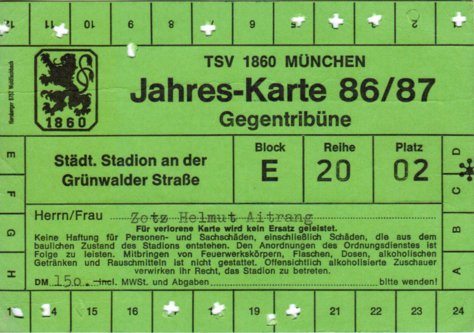 12 11 10 9 8 7 6 5 4 3 2 1
TSV 1860 MÜNCHEN
Jahres-Karte 86/87
Gegentribüne
1860
Städt. Stadion an der
Grünwalder Straße
Block Reihe Platz
E 20 02
E F G H
D C B A
Herrn/Frau Zotz Helmut Aitrang
Für verlorene Karte wird kein Ersatz geleistet.
Keine Haftung für Personen- und Sachschäden, einschließlich Schäden, die aus dem
baulichen Zustand des Stadions entstehen. Den Anordnungen des Ordnungsdienstes ist
Folge zu leisten. Mitbringen von Feuerwerkskörpern, Flaschen, Dosen, alkoholischen
Getränken und Rauschmitteln ist nicht gestattet. Offensichtlich alkoholisierte Zuschauer
verwirken ihr Recht, das Stadion zu betreten.
DM 150.- incl. MWSt. und Abgaben bitte wenden!
15 16 17 18 19 20 21 22 23 24